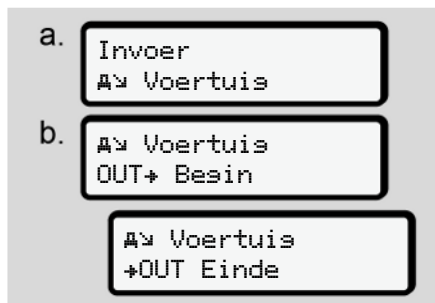 a.
Invoer
Voertuig
b.
Voertuig
OUT→ Begin
Voertuig
→OUT Einde